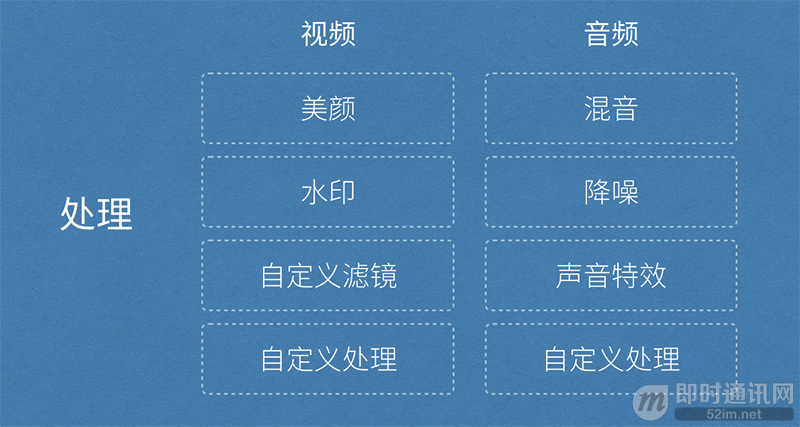 视频 音频
美颜 混音
水印 降噪
处理
自定义滤镜 声音特效
自定义处理 自定义处理
即时通讯网
52im.net